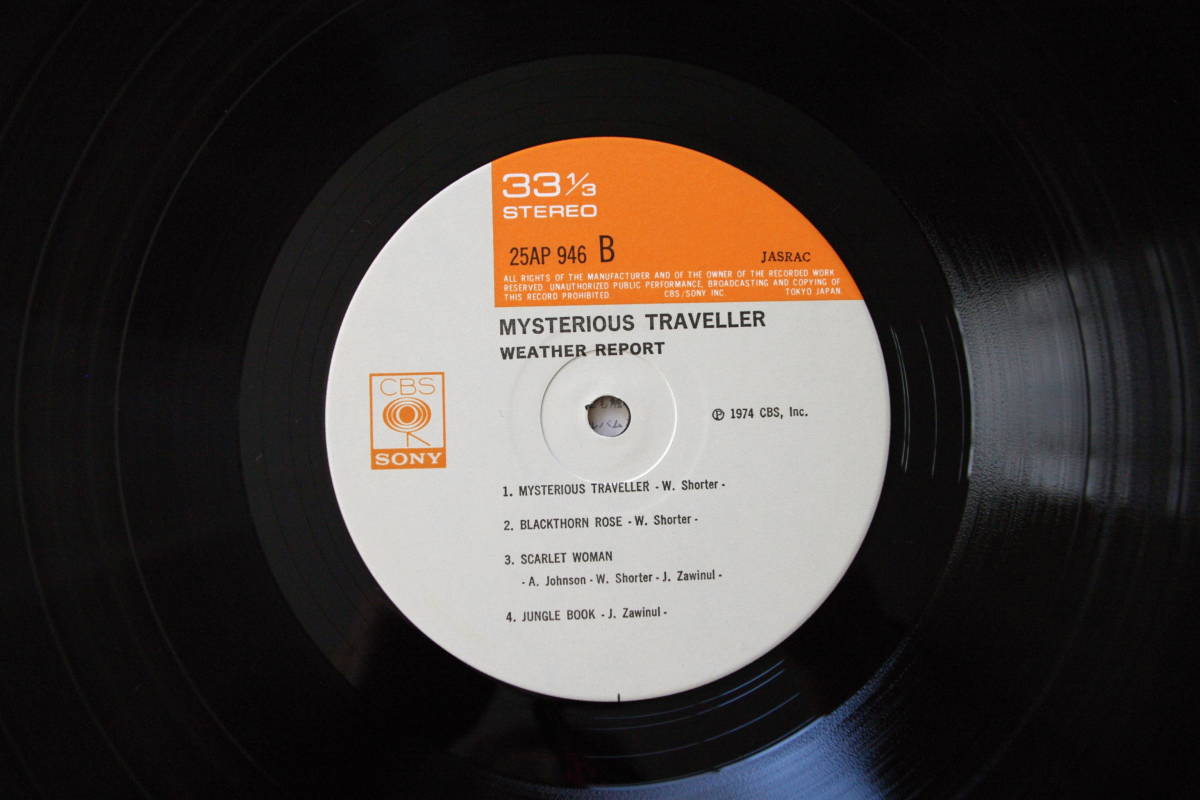 33 1/3
STEREO
25AP 946 B
JASRAC
ALL RIGHTS OF THE MANUFACTURER AND OF THE OWNER OF THE RECORDED WORK
RESERVED. UNAUTHORIZED PUBLIC PERFORMANCE, BROADCASTING AND COPYING OF
THIS RECORD PROHIBITED. CBS/SONY INC. TOKYO JAPAN.
MYSTERIOUS TRAVELLER
WEATHER REPORT
CBS
SONY
Ⓟ 1974 CBS, Inc.
1. MYSTERIOUS TRAVELLER - W. Shorter -
2. BLACKTHORN ROSE - W. Shorter -
3. SCARLET WOMAN
- A. Johnson - W. Shorter - J. Zawinul -
4. JUNGLE BOOK - J. Zawinul -